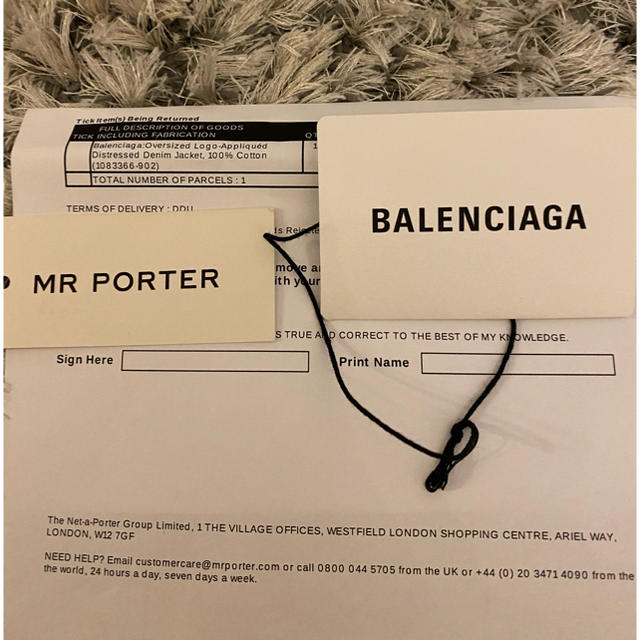 Tick Item(s) Being Returned
FULL DESCRIPTION OF GOODS
TICK INCLUDING FABRICATION
Balenciaga:Oversized Logo-Appliquéd
Distressed Denim Jacket, 100% Cotton
(1083366-902)
TOTAL NUMBER OF PARCELS : 1
TERMS OF DELIVERY : DDU
BALENCIAGA
MR PORTER
with your
TRUE AND CORRECT TO THE BEST OF MY KNOWLEDGE.
Sign Here
Print Name
The Net-a-Porter Group Limited, 1 THE VILLAGE OFFICES, WESTFIELD LONDON SHOPPING CENTRE, ARIEL WAY,
LONDON, W12 7GF
NEED HELP? Email customercare@mrporter.com or call 0800 044 5705 from the UK or +44 (0) 20 3471 4090 from the
the world, 24 hours a day, seven days a week.